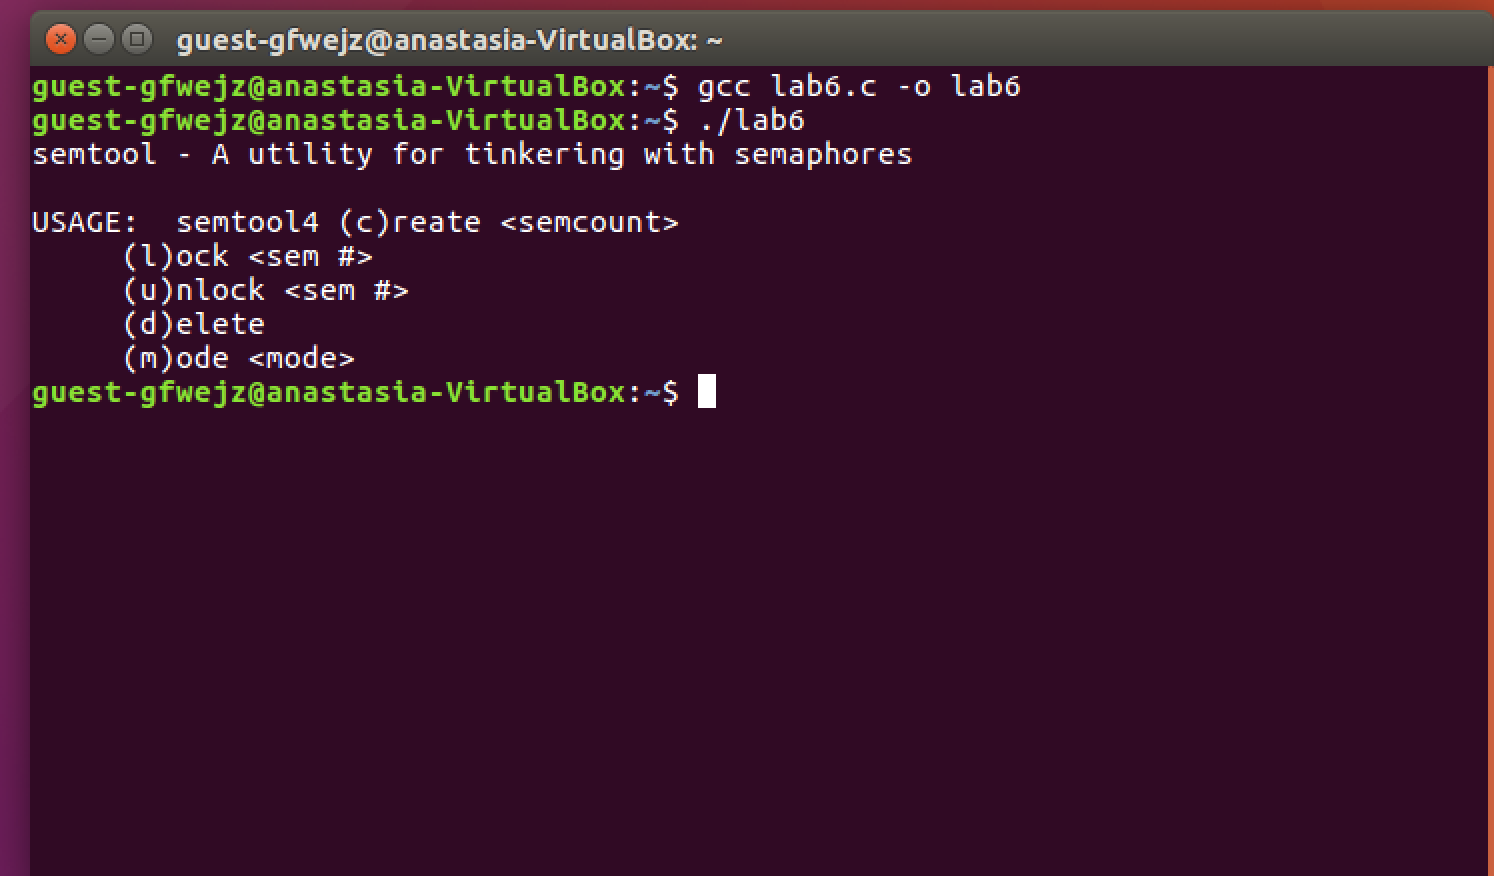 guest-gfwejz@anastasia-VirtualBox: ~
guest-gfwejz@anastasia-VirtualBox:~$ gcc lab6.c -o lab6
guest-gfwejz@anastasia-VirtualBox:~$ ./lab6
semtool - A utility for tinkering with semaphores
USAGE:  semtool4 (c)reate <semcount>
     (l)ock <sem #>
     (u)nlock <sem #>
     (d)elete
     (m)ode <mode>
guest-gfwejz@anastasia-VirtualBox:~$